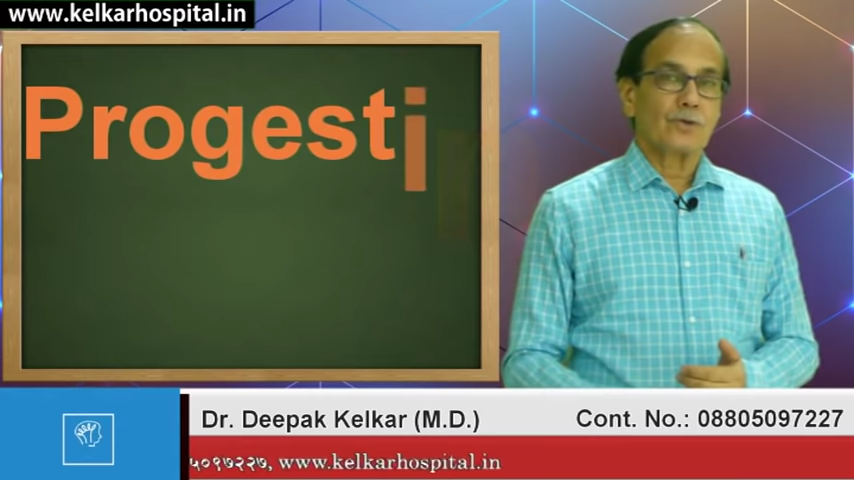 www.kelkarhospital.in
Progesti
Dr. Deepak Kelkar (M.D.)
Cont. No.: 08805097227
५०९७२२७, www.kelkarhospital.in